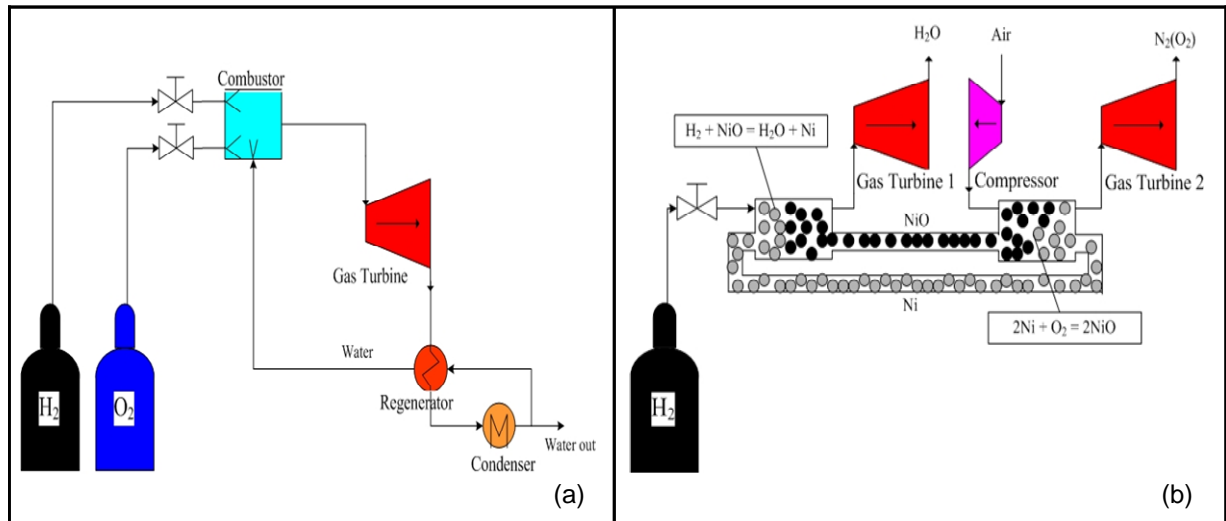 Combustor
Gas Turbine
Water
Regenerator
Condenser
Water out
H₂
O₂
(a)
H₂O
Air
N₂(O₂)
H₂ + NiO = H₂O + Ni
Gas Turbine 1
Compressor
Gas Turbine 2
NiO
Ni
2Ni + O₂ = 2NiO
H₂
(b)